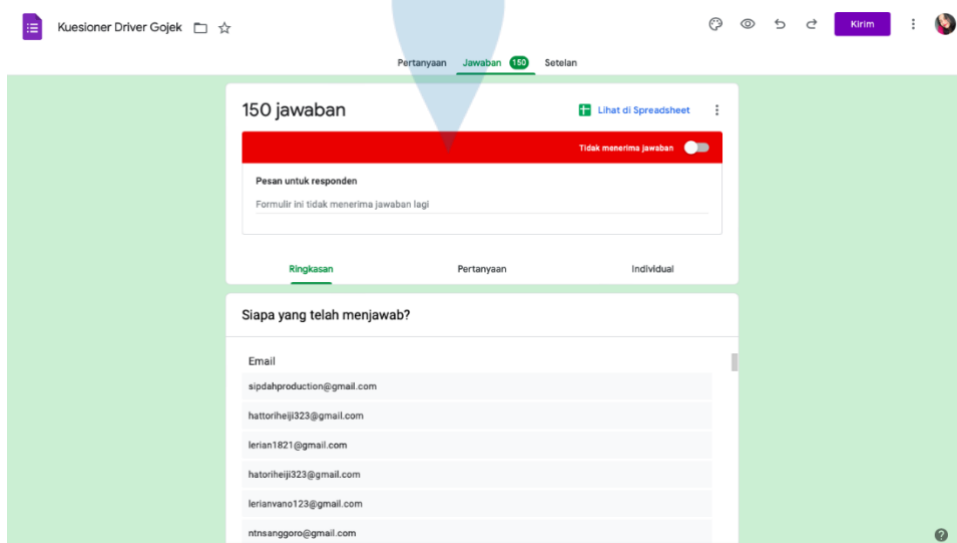 Kuesioner Driver Gojek
Kirim
Pertanyaan Jawaban 150 Setelan
150 jawaban
Lihat di Spreadsheet
Tidak menerima jawaban
Pesan untuk responden
Formulir ini tidak menerima jawaban lagi
Ringkasan Pertanyaan Individual
Siapa yang telah menjawab?
Email
sipdahproduction@gmail.com
hattoriheiji323@gmail.com
lerian1821@gmail.com
hatoriheiji323@gmail.com
lerianvano123@gmail.com
ntnsanggoro@gmail.com